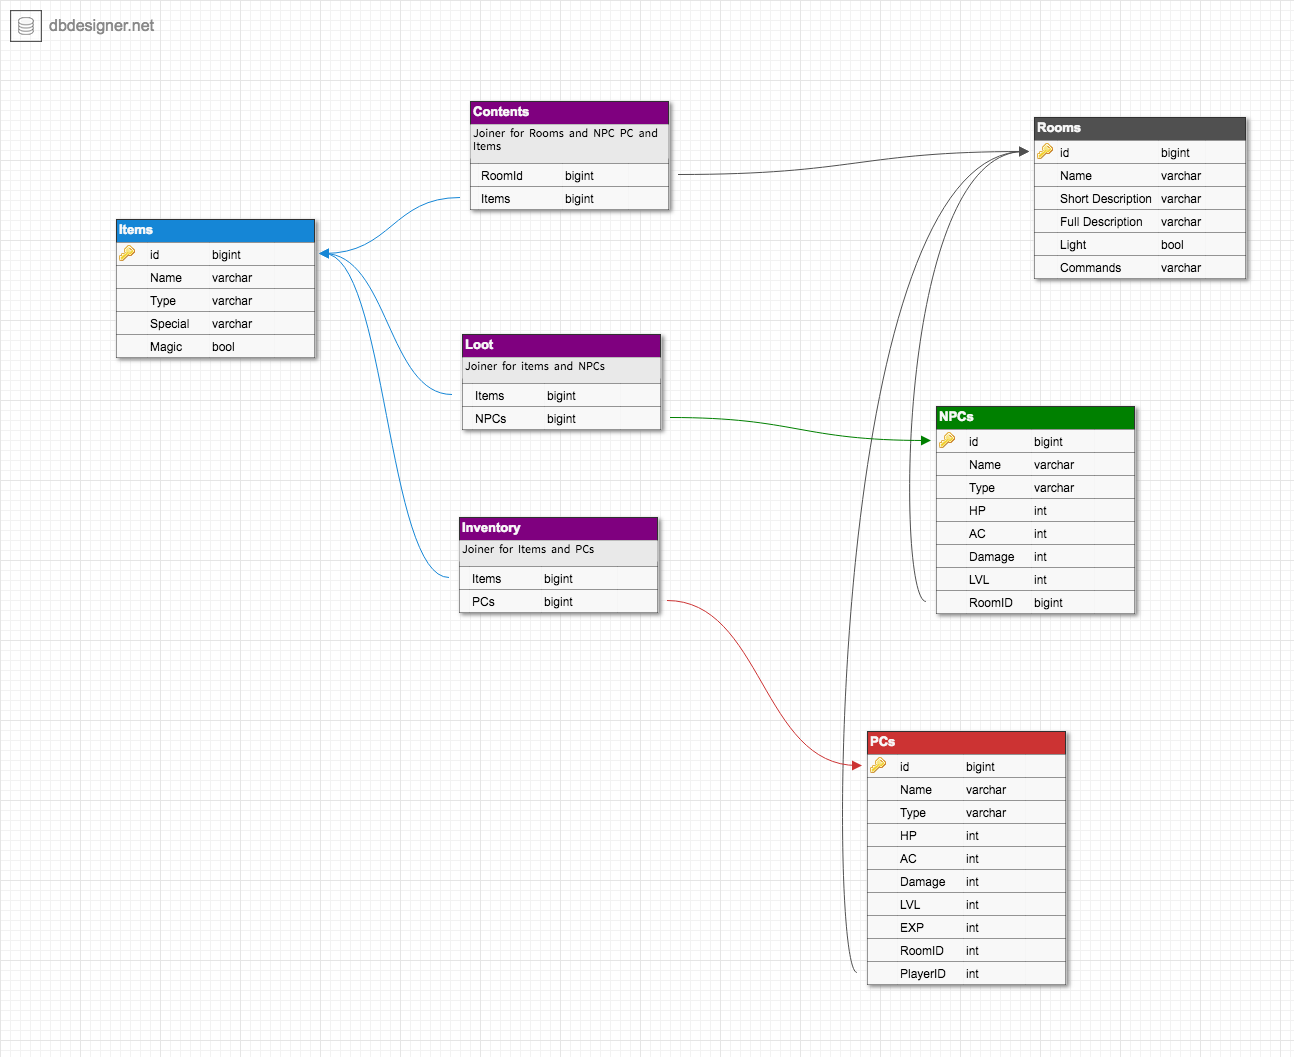 dbdesigner.net
Contents
Joiner for Rooms and NPC PC and
Items
RoomId bigint
Items bigint
Rooms
id bigint
Name varchar
Short Description varchar
Full Description varchar
Light bool
Commands varchar
Items
id bigint
Name varchar
Type varchar
Special varchar
Magic bool
Loot
Joiner for items and NPCs
Items bigint
NPCs bigint
NPCs
id bigint
Name varchar
Type varchar
HP int
AC int
Damage int
LVL int
RoomID bigint
Inventory
Joiner for Items and PCs
Items bigint
PCs bigint
PCs
id bigint
Name varchar
Type varchar
HP int
AC int
Damage int
LVL int
EXP int
RoomID int
PlayerID int